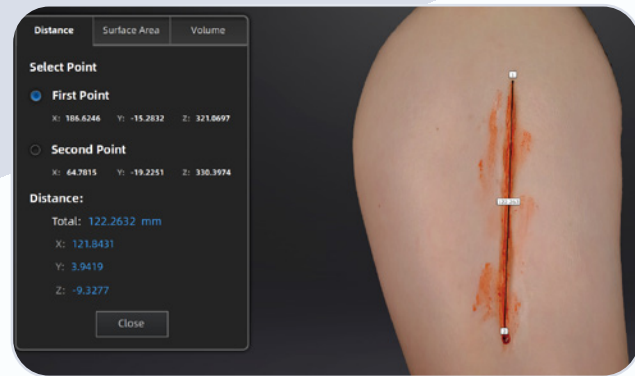 Distance
Surface Area
Volume
Select Point
First Point
X: 186.6246 Y: -15.2832 Z: 321.0697
Second Point
X: 64.7815 Y: -19.2251 Z: 330.3974
Distance:
Total: 122.2632 mm
X: 121.8431
Y: 3.9419
Z: -9.3277
Close
1